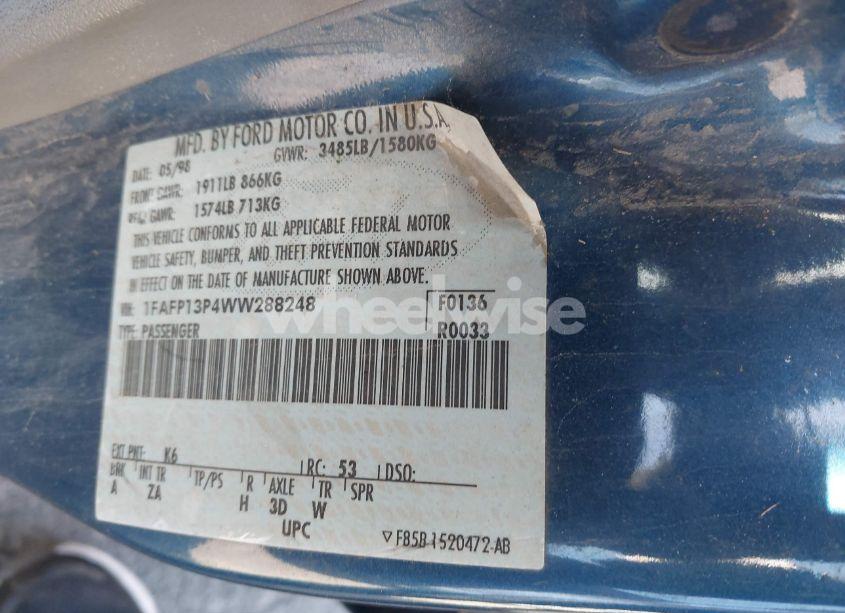 MFD. BY FORD MOTOR CO. IN U.S.A
DATE: 05/98 GVWR: 3485LB/1580KG
FRONT GAWR: 1911LB 866KG
REAR GAWR: 1574LB 713KG
THIS VEHICLE CONFORMS TO ALL APPLICABLE FEDERAL MOTOR
VEHICLE SAFETY, BUMPER, AND THEFT PREVENTION STANDARDS
IN EFFECT ON THE DATE OF MANUFACTURE SHOWN ABOVE.
VIN: 1FAFP13P4WW288248 F0136
TYPE: PASSENGER R0033
wheelwise
EXT PNT: K6 RC: 53 DSO:
BRK INT TR TP/PS R AXLE TR SPR
A ZA H 3D W
UPC
F85B-1520472-AB